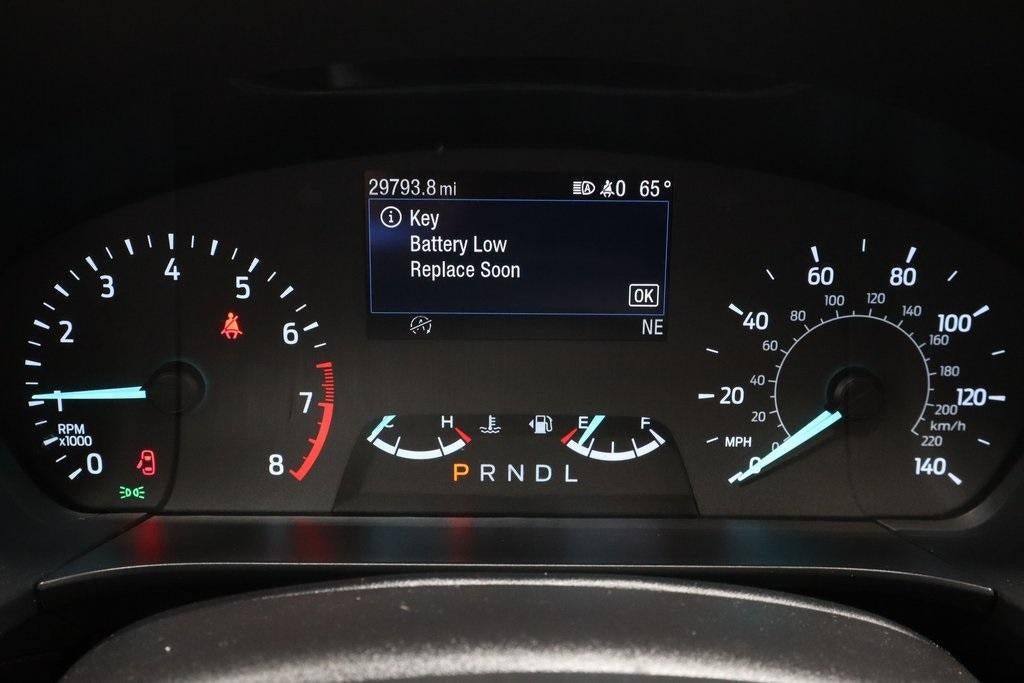 29793.8 mi 0 65°
i Key
Battery Low
Replace Soon
OK
NE
0 1 2 3 4 5 6 7 8
RPM
x1000
C H E F
P R N D L
0 20 40 60 80 100 120 140
MPH
0 20 40 60 80 100 120 140 160 180 200 220
km/h